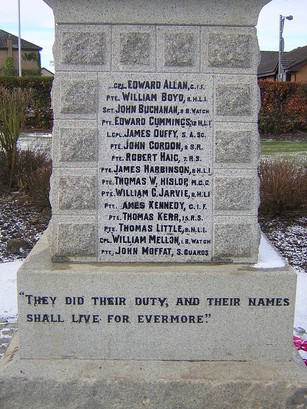 CPL. EDWARD ALLAN, C.I.F.
PTE. WILLIAM BOYD, H.L.I.
SGT JOHN BUCHANAN, B. WATCH
PTE. EDWARD CUMMINGS, H.L.I
L.CPL. JAMES DUFFY, S.A.SC.
PTE. JOHN GORDON, S.R.
PTE. ROBERT HAIG, R.S.
PTE. JAMES HARBINSON, H.L.I
PTE. THOMAS W. HISLOP, M.G.C
PTE. WILLIAM G. JARVIE, H.L.I
PTE. JAMES KENNEDY, C.I.F.
PTE. THOMAS KERR, R.S.
PTE. THOMAS LITTLE, H.L.I.
CPL. WILLIAM MELLON, B. WATCH
PTE. JOHN MOFFAT, S. GUARDS
"THEY DID THEIR DUTY, AND THEIR NAMES
SHALL LIVE FOR EVERMORE."